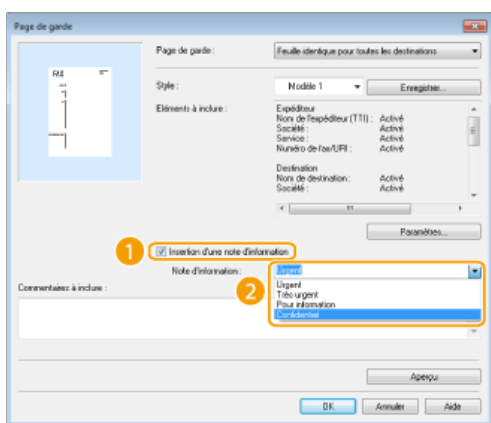 Page de garde
Page de garde : Feuille identique pour toutes les destinations
FAX
Style : Modèle 1 Enregistrer...
Eléments à inclure : Expéditeur
Nom de l'expéditeur (TTI) : Activé
Société : Activé
Service : Activé
Numéro de fax/URI : Activé
Destination
Nom de destination : Activé
Société : Activé
Paramètres...
1 Insertion d'une note d'information
Note d'information : Urgent
2 Urgent
Très urgent
Pour information
Confidentiel
Commentaires à inclure :
Aperçu
OK Annuler Aide